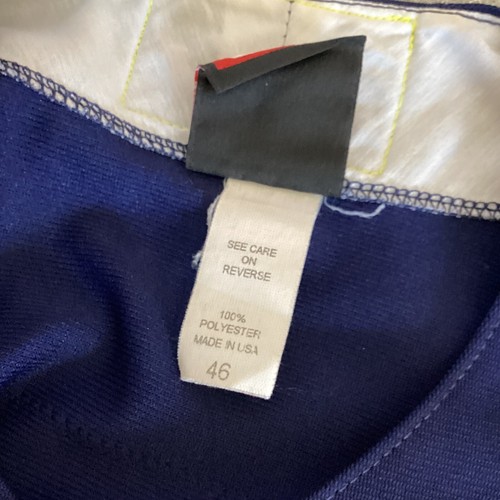 SEE CARE
ON
REVERSE
100%
POLYESTER
MADE IN USA
46